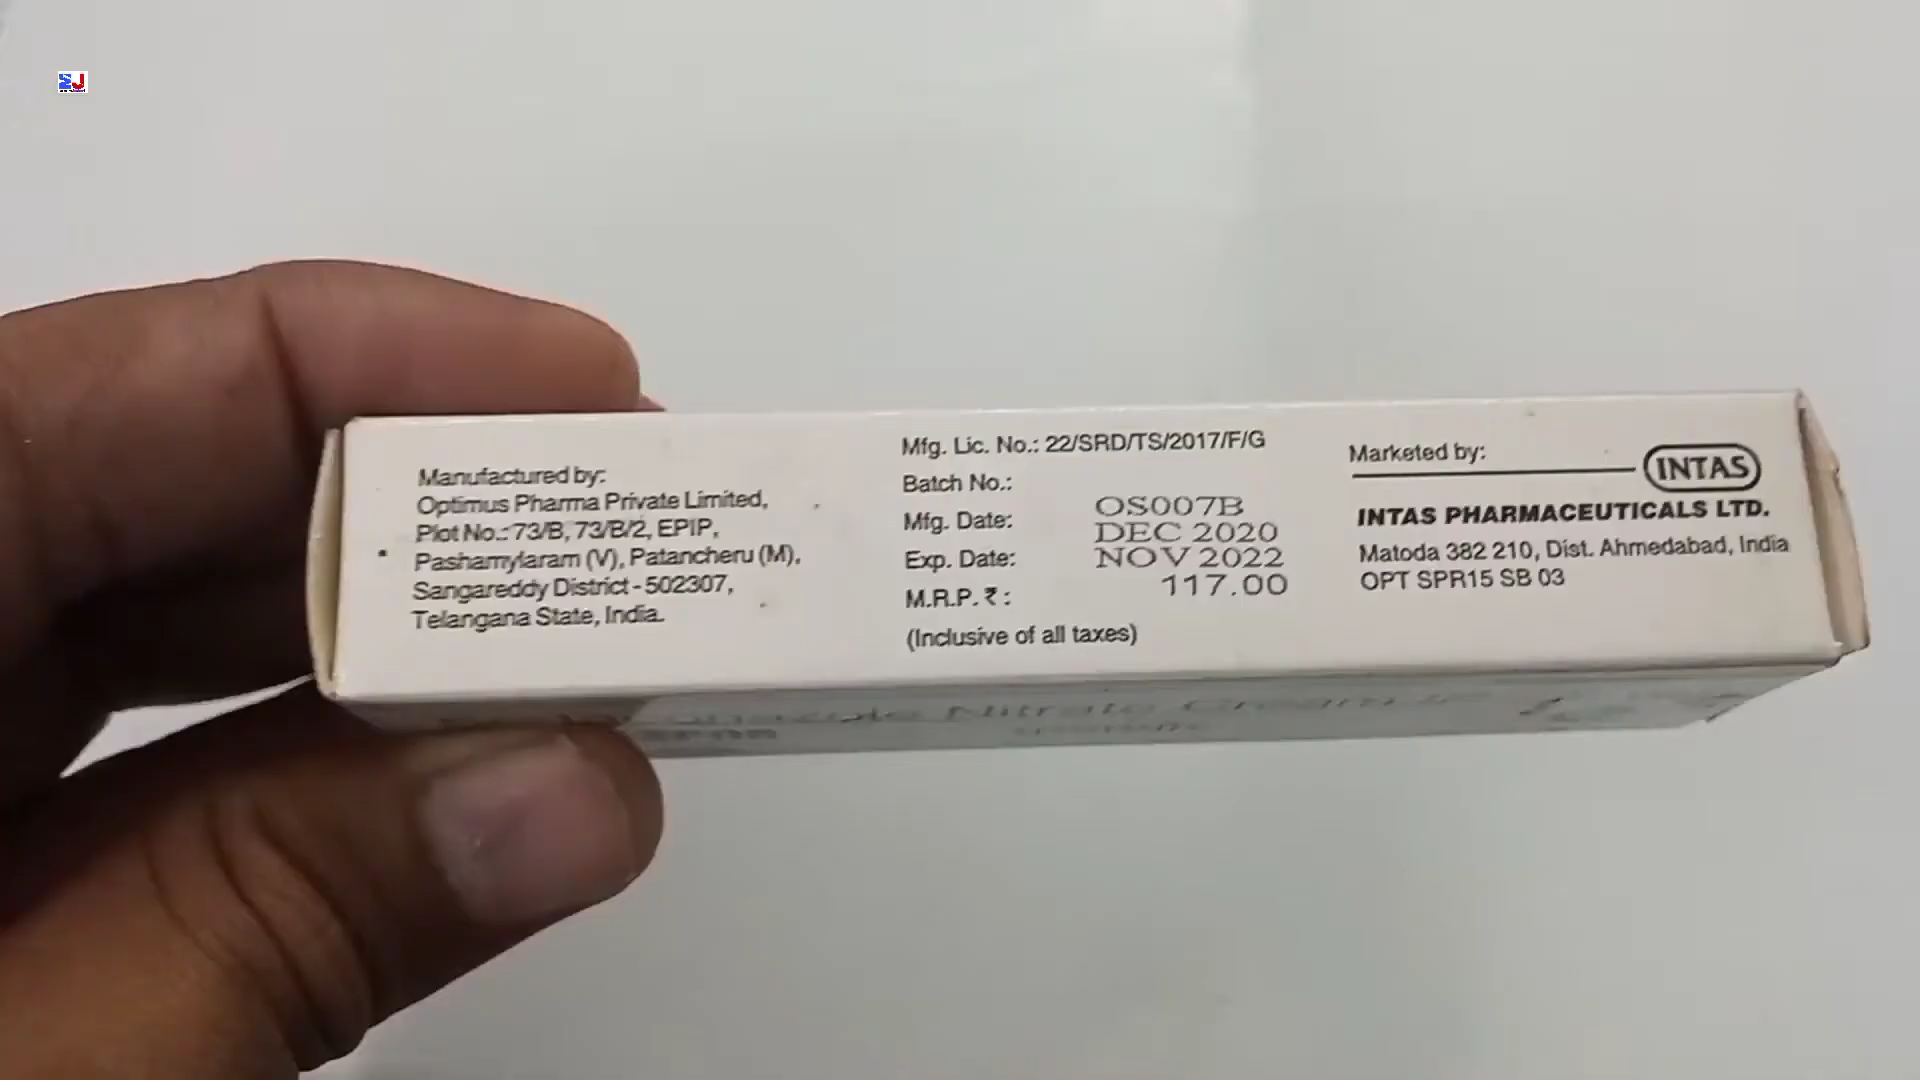 Manufactured by:
Optimus Pharma Private Limited,
Plot No.: 73/B, 73/B/2, EPIP,
Pashamylaram (V), Patancheru (M),
Sangareddy District - 502307,
Telangana State, India.
Mfg. Lic. No.: 22/SRD/TS/2017/F/G
Batch No.: OS007B
Mfg. Date: DEC 2020
Exp. Date: NOV 2022
M.R.P. ₹ : 117.00
(Inclusive of all taxes)
Marketed by:
INTAS
INTAS PHARMACEUTICALS LTD.
Matoda 382 210, Dist. Ahmedabad, India
OPT SPR15 SB 03
Nitrate Cream